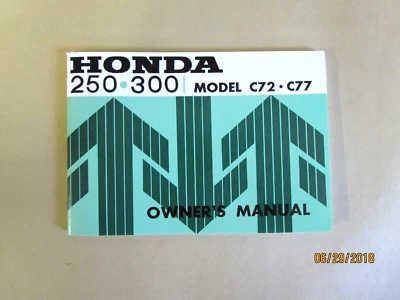 HONDA
250•300 MODEL C72•C77
OWNER'S MANUAL
06/29/2018